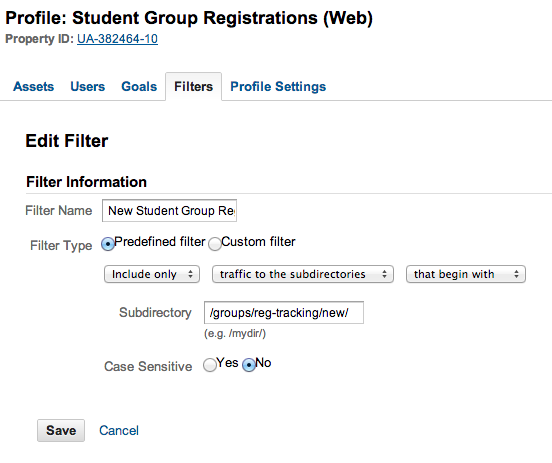 Profile: Student Group Registrations (Web)
Property ID: UA-382464-10
Assets Users Goals Filters Profile Settings
Edit Filter
Filter Information
Filter Name New Student Group Re
Filter Type Predefined filter Custom filter
Include only traffic to the subdirectories that begin with
Subdirectory /groups/reg-tracking/new/
(e.g. /mydir/)
Case Sensitive Yes No
Save Cancel